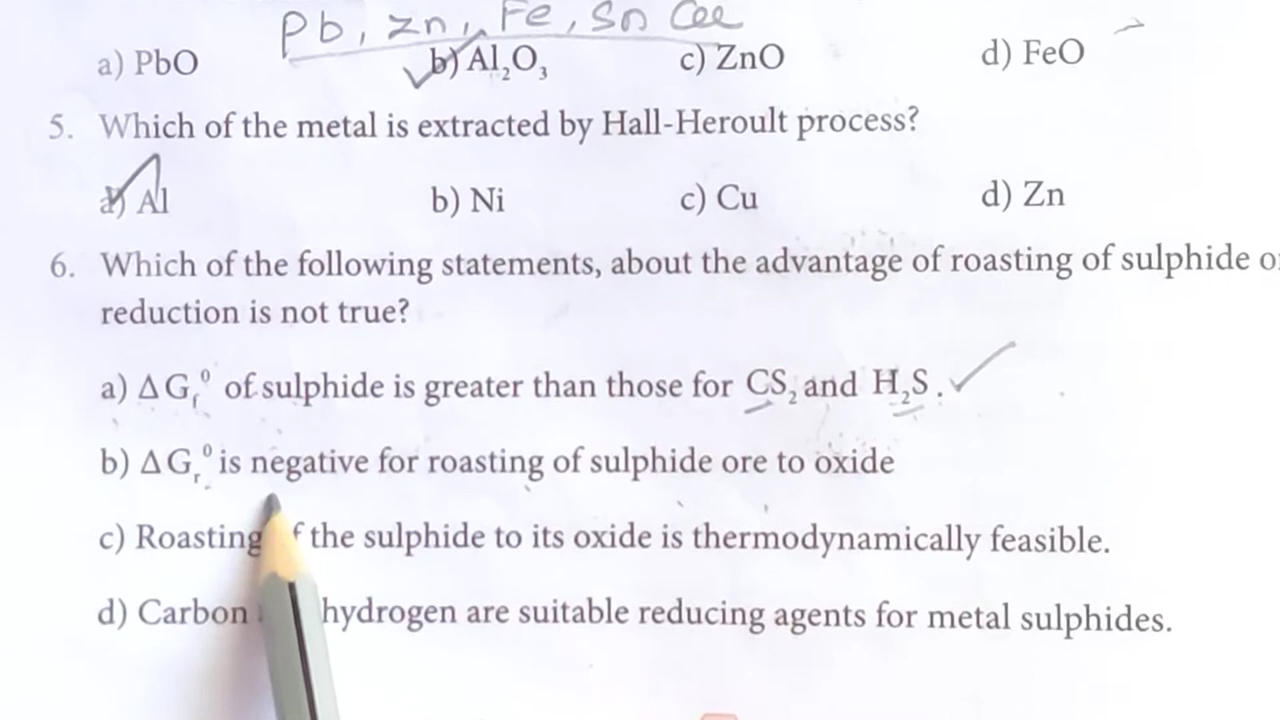 Pb, Zn, Fe, Sn Cu
a) PbO b) Al₂O₃ c) ZnO d) FeO
5. Which of the metal is extracted by Hall-Heroult process?
a) Al b) Ni c) Cu d) Zn
6. Which of the following statements, about the advantage of roasting of sulphide
reduction is not true?
a) ΔGf⁰ of sulphide is greater than those for CS₂ and H₂S.
b) ΔGr⁰ is negative for roasting of sulphide ore to oxide
c) Roasting the sulphide to its oxide is thermodynamically feasible.
d) Carbon hydrogen are suitable reducing agents for metal sulphides.